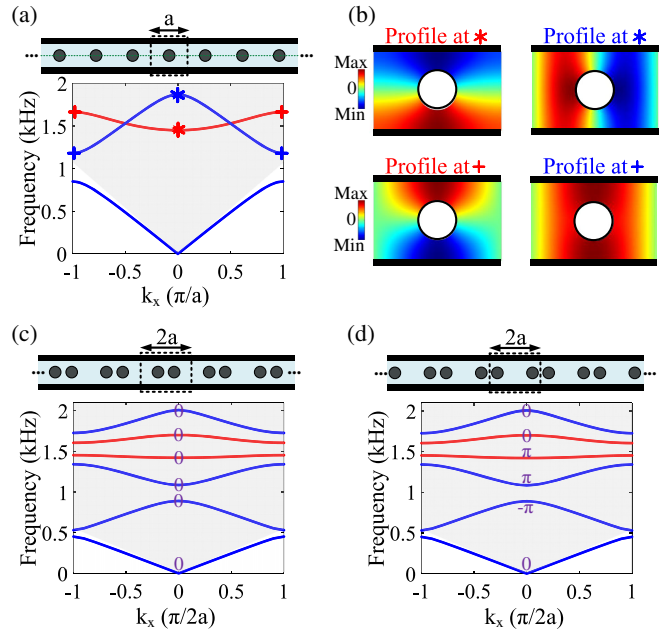 (a)
a
... ...
Frequency (kHz)
2
1.5
1
0.5
0
-1 -0.5 0 0.5 1
kₓ (π/a)
(b)
Profile at * Profile at *
Max
0
Min
Profile at + Profile at +
Max
0
Min
(c)
2a
... ...
Frequency (kHz)
2
1.5
1
0.5
0
0
0
0
0
0
0
-1 -0.5 0 0.5 1
kₓ (π/2a)
(d)
2a
... ...
Frequency (kHz)
2
1.5
1
0.5
0
0
0
π
π
-π
0
-1 -0.5 0 0.5 1
kₓ (π/2a)